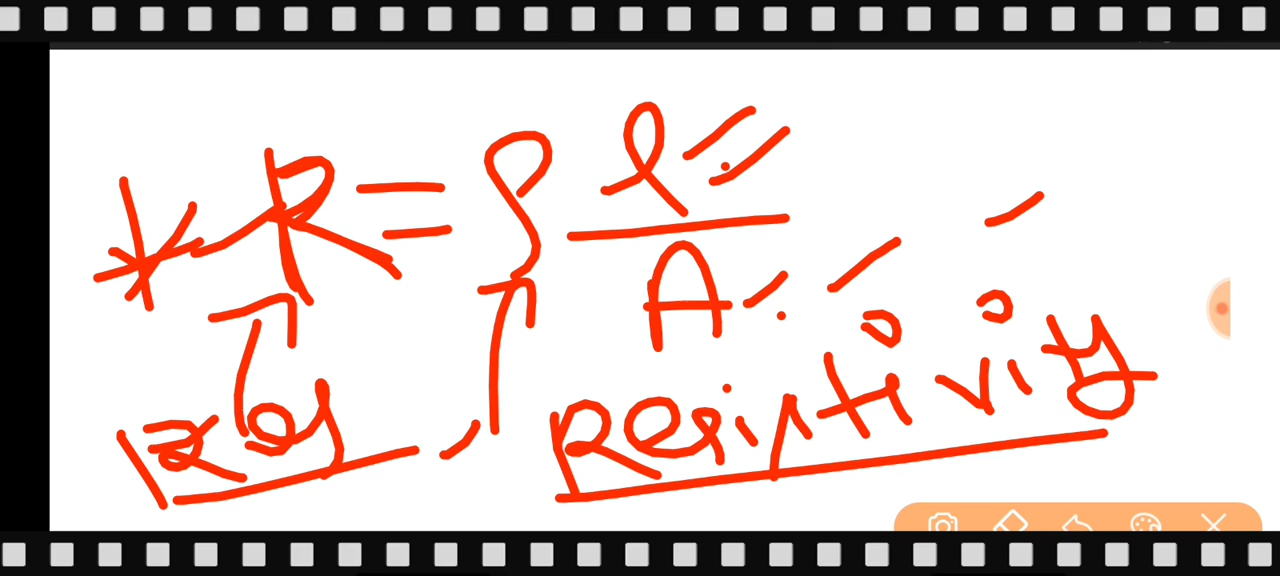 * R = ρ l / A
Res, Resistivity